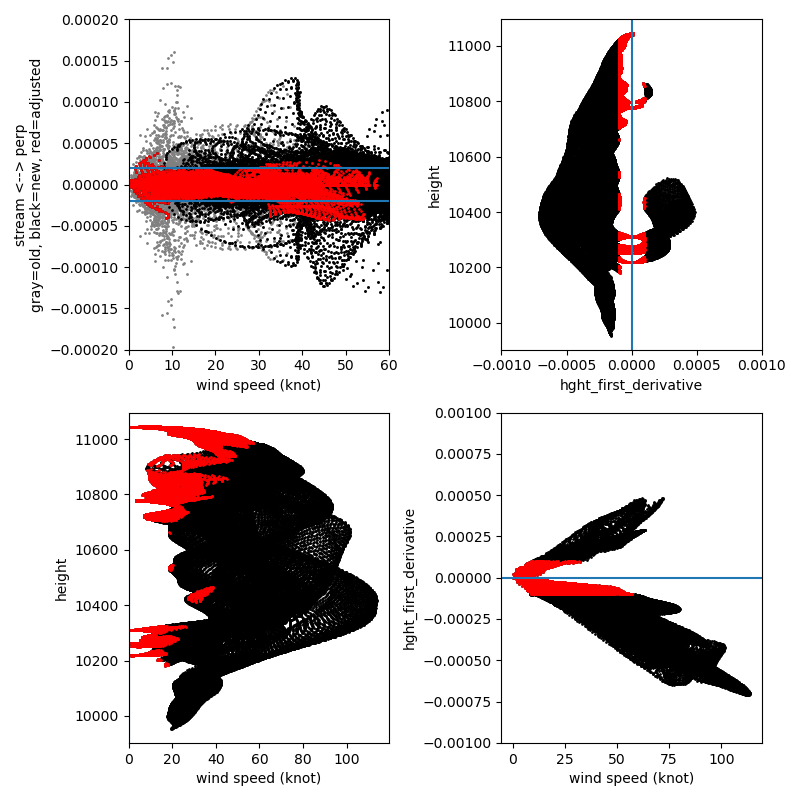 stream <--> perp
gray=old, black=new, red=adjusted
0.00020
0.00015
0.00010
0.00005
0.00000
−0.00005
−0.00010
−0.00015
−0.00020
0 10 20 30 40 50 60
wind speed (knot)
height
11000
10800
10600
10400
10200
10000
−0.0010 −0.0005 0.0000 0.0005 0.0010
hght_first_derivative
height
11000
10800
10600
10400
10200
10000
0 20 40 60 80 100
wind speed (knot)
hght_first_derivative
0.00100
0.00075
0.00050
0.00025
0.00000
−0.00025
−0.00050
−0.00075
−0.00100
0 25 50 75 100
wind speed (knot)